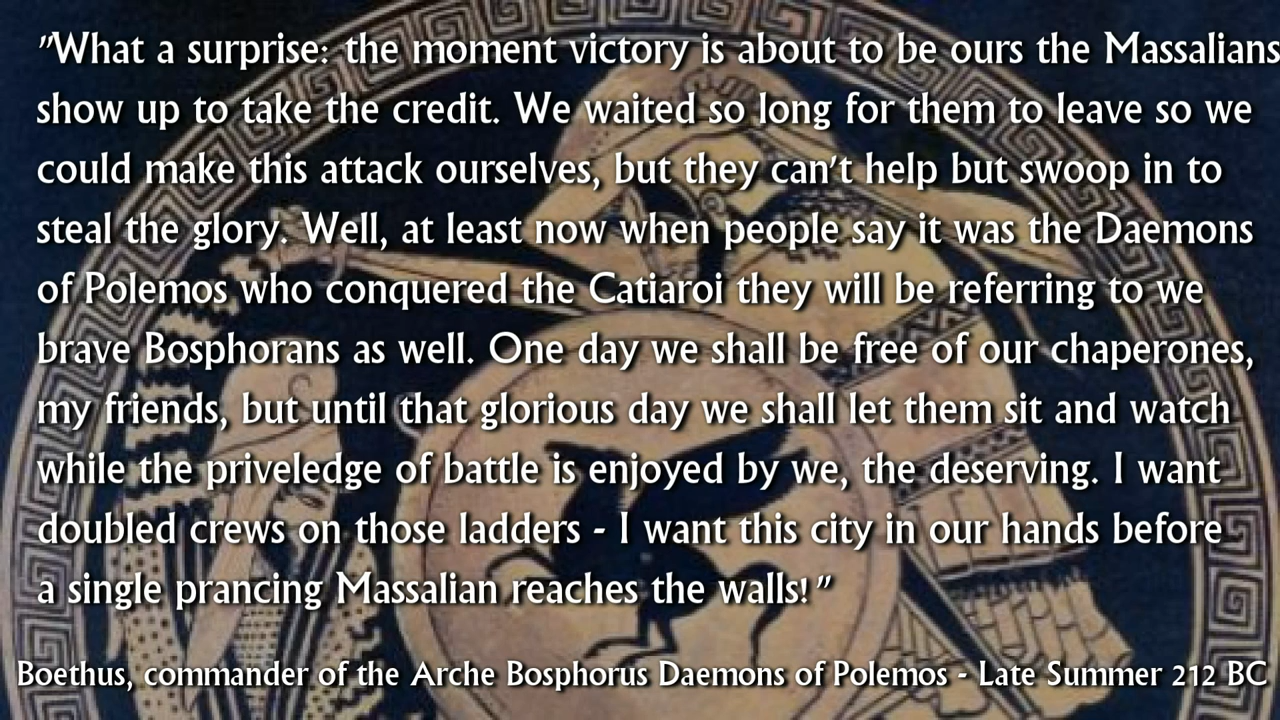 "What a surprise: the moment victory is about to be ours the Massalians
show up to take the credit. We waited so long for them to leave so we
could make this attack ourselves, but they can't help but swoop in to
steal the glory. Well, at least now when people say it was the Daemons
of Polemos who conquered the Catiaroi they will be referring to we
brave Bosphorans as well. One day we shall be free of our chaperones,
my friends, but until that glorious day we shall let them sit and watch
while the priveledge of battle is enjoyed by we, the deserving. I want
doubled crews on those ladders - I want this city in our hands before
a single prancing Massalian reaches the walls!"
Boethus, commander of the Arche Bosphorus Daemons of Polemos - Late Summer 212 BC